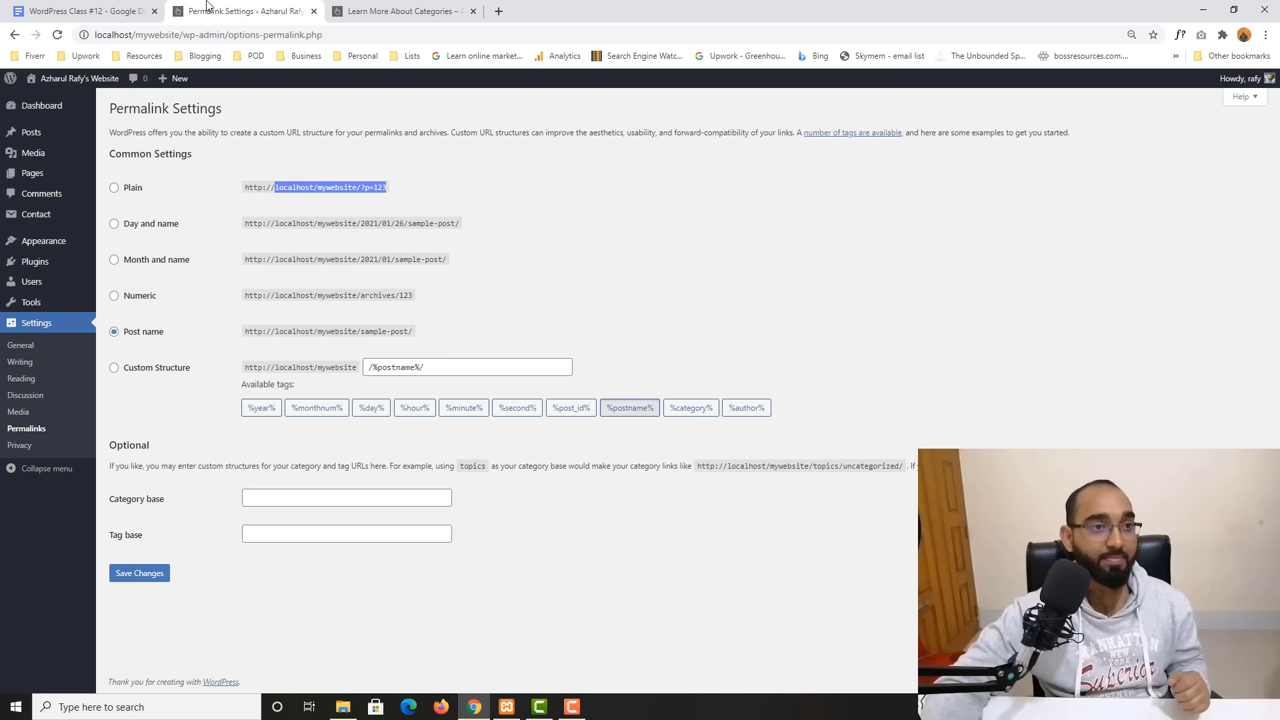 WordPress Class #12 - Google D
Permalink Settings ‹ Azharul Rafy
Learn More About Categories – A
localhost/mywebsite/wp-admin/options-permalink.php
Fiverr
Upwork
Resources
Blogging
POD
Business
Personal
Lists
Learn online market...
Analytics
Search Engine Watc...
Upwork - Greenhou...
Bing
Skymem - email list
The Unbounded Sp...
bossresources.com...
»
Other bookmarks
Azharul Rafy's Website
0
+ New
Howdy, rafy
Dashboard
Posts
Media
Pages
Comments
Contact
Appearance
Plugins
Users
Tools
Settings
General
Writing
Reading
Discussion
Media
Permalinks
Privacy
Collapse menu
Help
Permalink Settings
WordPress offers you the ability to create a custom URL structure for your permalinks and archives. Custom URL structures can improve the aesthetics, usability, and forward-compatibility of your links. A number of tags are available, and here are some examples to get you started.
Common Settings
Plain http://localhost/mywebsite/?p=123
Day and name http://localhost/mywebsite/2021/01/26/sample-post/
Month and name http://localhost/mywebsite/2021/01/sample-post/
Numeric http://localhost/mywebsite/archives/123
Post name http://localhost/mywebsite/sample-post/
Custom Structure http://localhost/mywebsite /%postname%/
Available tags:
%year% %monthnum% %day% %hour% %minute% %second% %post_id% %postname% %category% %author%
Optional
If you like, you may enter custom structures for your category and tag URLs here. For example, using topics as your category base would make your category links like http://localhost/mywebsite/topics/uncategorized/ . If
Category base
Tag base
Save Changes
Thank you for creating with WordPress.
MANHATTAN
NEW
Superior
Type here to search